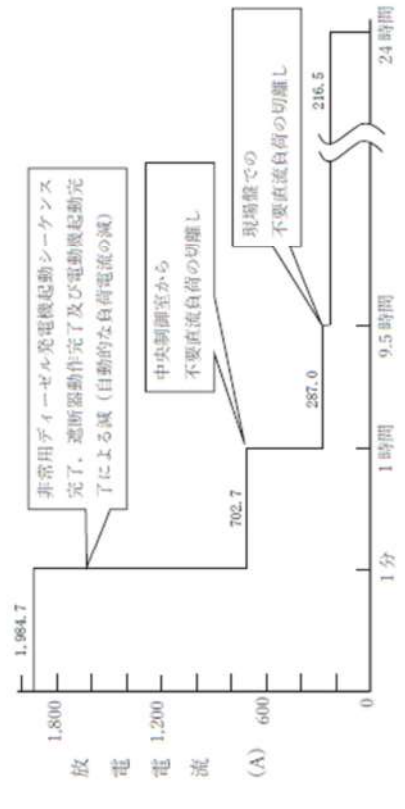 1,984.7
非常用ディーゼル発電機起動シーケンス
完了，遮断器動作完了及び電動機起動完
了による減（自動的な負荷電流の減）
1,800
702.7
中央制御室から
不要直流負荷の切離し
放電電流
1,200
287.0
現場盤での
不要直流負荷の切離し
216.5
600
(A)
0
1分
1時間
9.5時間
24時間